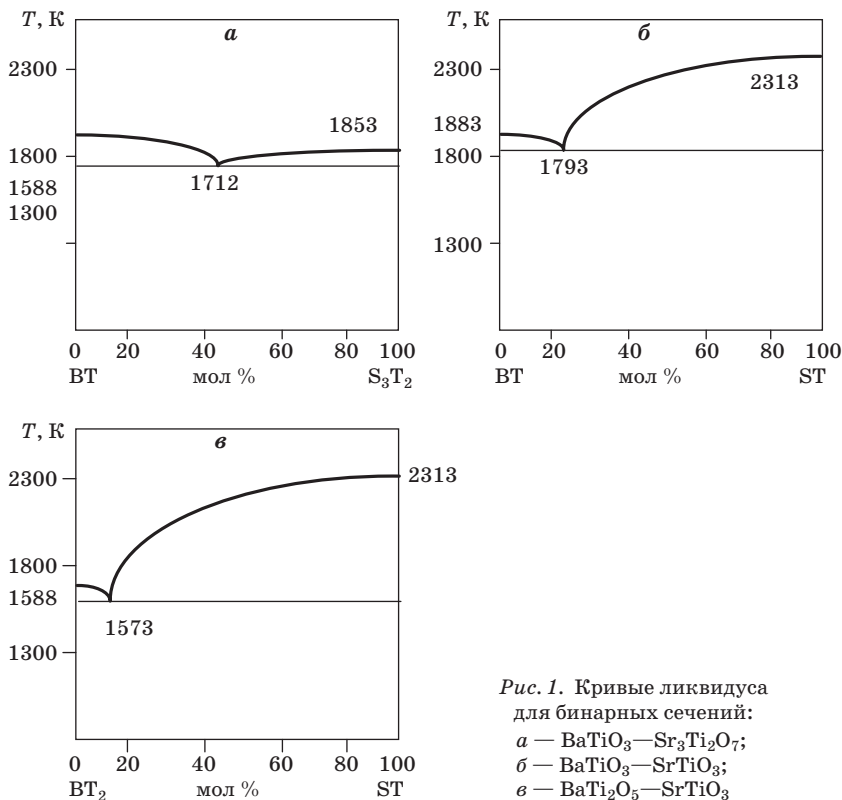 T, К
а
2300
1853
1800
1712
1588
1300
0 20 40 60 80 100
BT мол % S₃T₂
T, К
б
2300
2313
1883
1800
1793
1300
0 20 40 60 80 100
BT мол % ST
T, К
в
2300
2313
1800
1588
1573
1300
0 20 40 60 80 100
BT₂ мол % ST
Рис. 1. Кривые ликвидуса
для бинарных сечений:
а — BaTiO₃—Sr₃Ti₂O₇;
б — BaTiO₃—SrTiO₃;
в — BaTi₂O₅—SrTiO₃